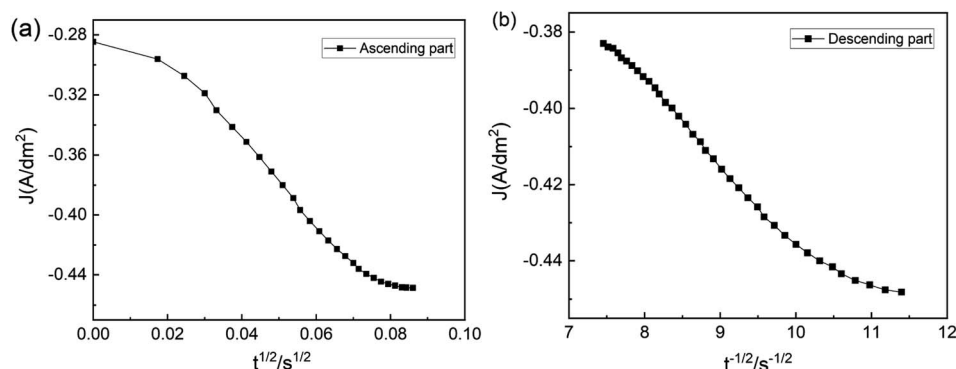 (a)
-0.28
-0.32
-0.36
-0.40
-0.44
J(A/dm²)
Ascending part
0.00 0.02 0.04 0.06 0.08 0.10
t^1/2/s^1/2
(b)
-0.38
-0.40
-0.42
-0.44
J(A/dm²)
Descending part
7 8 9 10 11 12
t^-1/2/s^-1/2